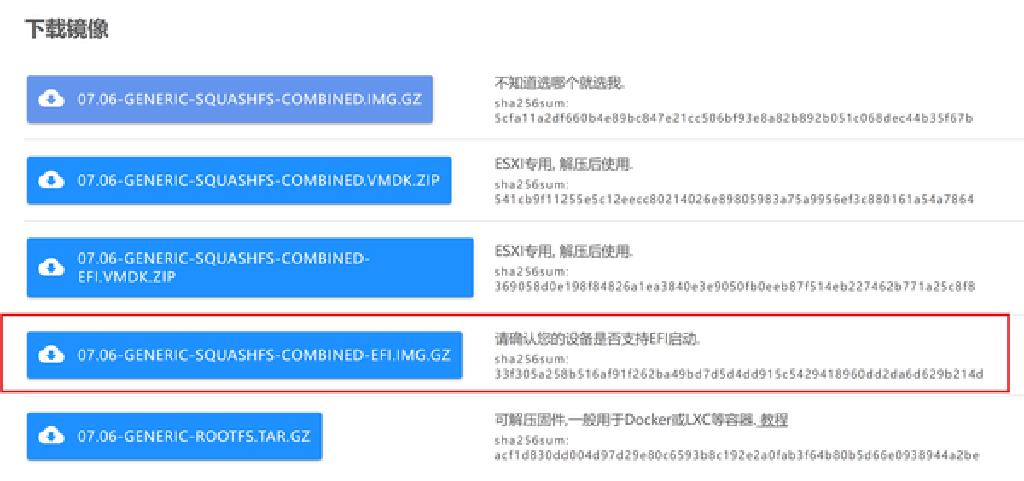 下载镜像
07.06-GENERIC-SQUASHFS-COMBINED.IMG.GZ
不知道选哪个就选我.
sha256sum:
5cfa11a2df660b4e89bc847e21cc506bf93e8a82b892b051c068dec44b35f67b
07.06-GENERIC-SQUASHFS-COMBINED.VMDK.ZIP
ESXI专用, 解压后使用.
sha256sum:
541cb9f11255e5c12eecc80214026e89805983a75a9956ef3c880161a54a7864
07.06-GENERIC-SQUASHFS-COMBINED-
EFI.VMDK.ZIP
ESXI专用, 解压后使用.
sha256sum:
369058d0e198f84826a1ea3840e3e9050fb0eeb87f514eb227462b771a25c8f8
07.06-GENERIC-SQUASHFS-COMBINED-EFI.IMG.GZ
请确认您的设备是否支持EFI启动.
sha256sum:
33f305a258b516af91f262ba49bd7d5d4dd915c5429418960dd2da6d629b214d
07.06-GENERIC-ROOTFS.TAR.GZ
可解压固件,一般用于Docker或LXC等容器. 教程
sha256sum:
acf1d830dd004d97d29e80c6593b8c192e2a0fab3f64b80b5d66e0938944a2be